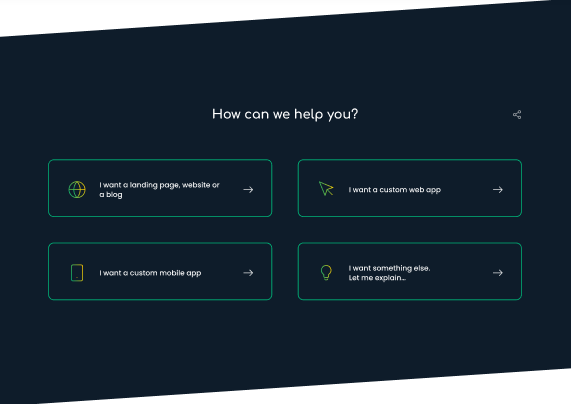 How can we help you?
I want a landing page, website or
a blog
I want a custom web app
I want a custom mobile app
I want something else.
Let me explain...